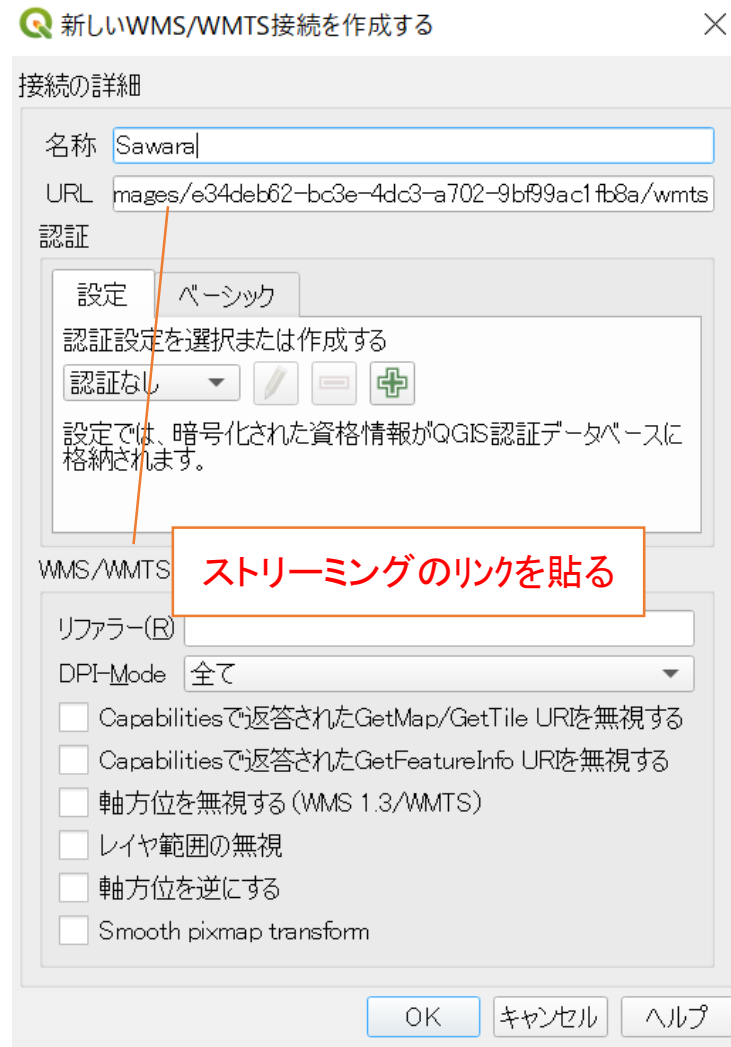 新しいWMS/WMTS接続を作成する
接続の詳細
名称 Sawara
URL mages/e34deb62-bc3e-4dc3-a702-9bf99ac1fb8a/wmts
認証
設定 ベーシック
認証設定を選択または作成する
認証なし
設定では、暗号化された資格情報がQGIS認証データベースに
格納されます。
ストリーミングのリンクを貼る
WMS/WMTS
リファラー(R)
DPI-Mode 全て
Capabilitiesで返答されたGetMap/GetTile URIを無視する
Capabilitiesで返答されたGetFeatureInfo URIを無視する
軸方位を無視する(WMS 1.3/WMTS)
レイヤ範囲の無視
軸方位を逆にする
Smooth pixmap transform
OK キャンセル ヘルプ